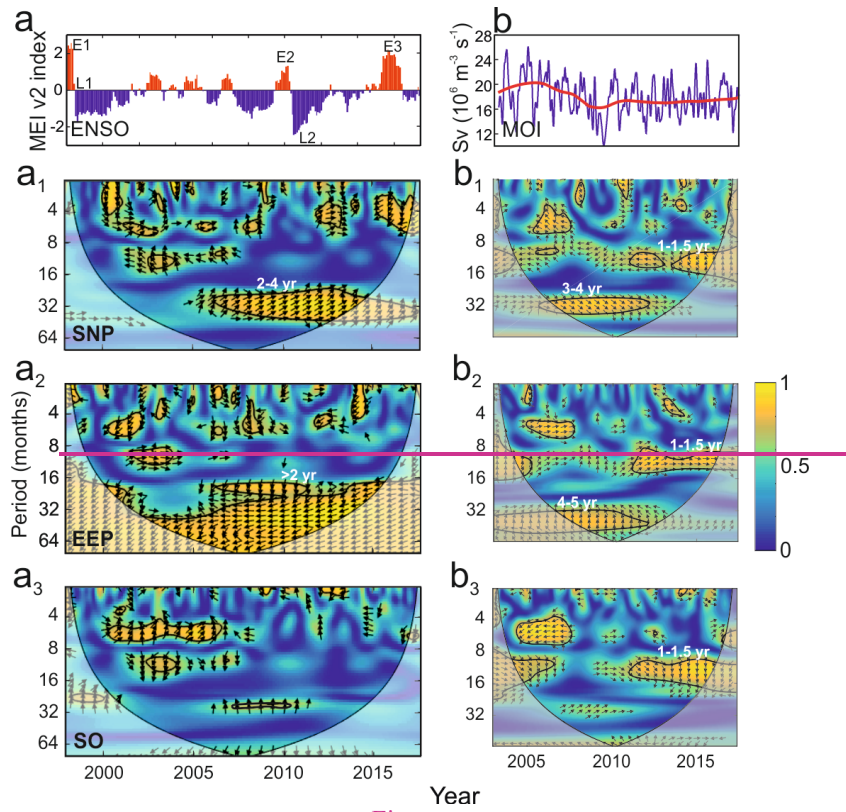 a
b
MEI v2 index
2
0
-2
E1
L1
E2
L2
E3
ENSO
Sv (10⁶ m⁻³ s⁻¹)
28
24
20
16
12
MOI
a1
4
8
16
32
64
2-4 yr
SNP
b1
4
8
16
32
1-1.5 yr
3-4 yr
Period (months)
a2
4
8
16
32
64
>2 yr
EEP
b2
4
8
16
32
1-1.5 yr
4-5 yr
1
0.5
0
a3
4
8
16
32
64
SO
b3
4
8
16
32
1-1.5 yr
2000 2005 2010 2015
2005 2010 2015
Year